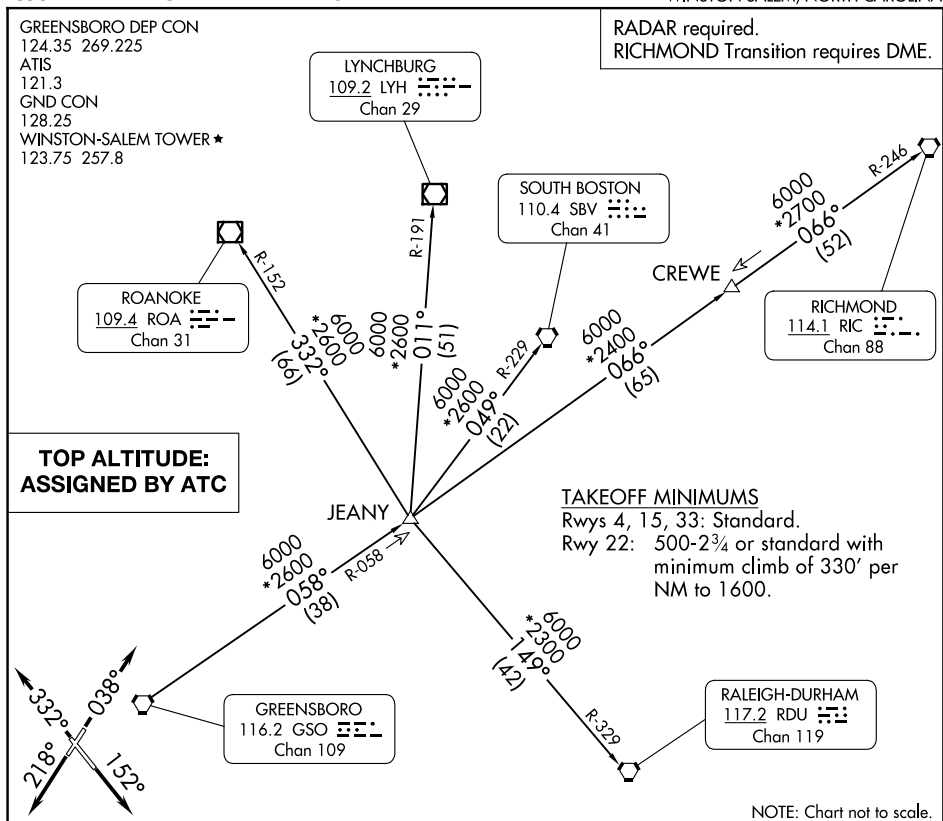 WINSTON-SALEM, NORTH CAROLINA
GREENSBORO DEP CON
124.35 269.225
ATIS
121.3
GND CON
128.25
WINSTON-SALEM TOWER ★
123.75 257.8
RADAR required.
RICHMOND Transition requires DME.
LYNCHBURG
109.2 LYH
Chan 29
SOUTH BOSTON
110.4 SBV
Chan 41
ROANOKE
109.4 ROA
Chan 31
RICHMOND
114.1 RIC
Chan 88
R-246
6000
*2700
066°
(52)
CREWE
R-191
6000
*2600
011°
(51)
R-152
6000
*2600
332°
(66)
R-229
6000
*2600
049°
(22)
6000
*2400
066°
(65)
TOP ALTITUDE:
ASSIGNED BY ATC
JEANY
R-058
6000
*2600
058°
(38)
TAKEOFF MINIMUMS
Rwys 4, 15, 33: Standard.
Rwy 22: 500-2¾ or standard with
minimum climb of 330' per
NM to 1600.
6000
*2300
149°
(42)
R-329
332°
038°
218°
152°
GREENSBORO
116.2 GSO
Chan 109
RALEIGH-DURHAM
117.2 RDU
Chan 119
NOTE: Chart not to scale.